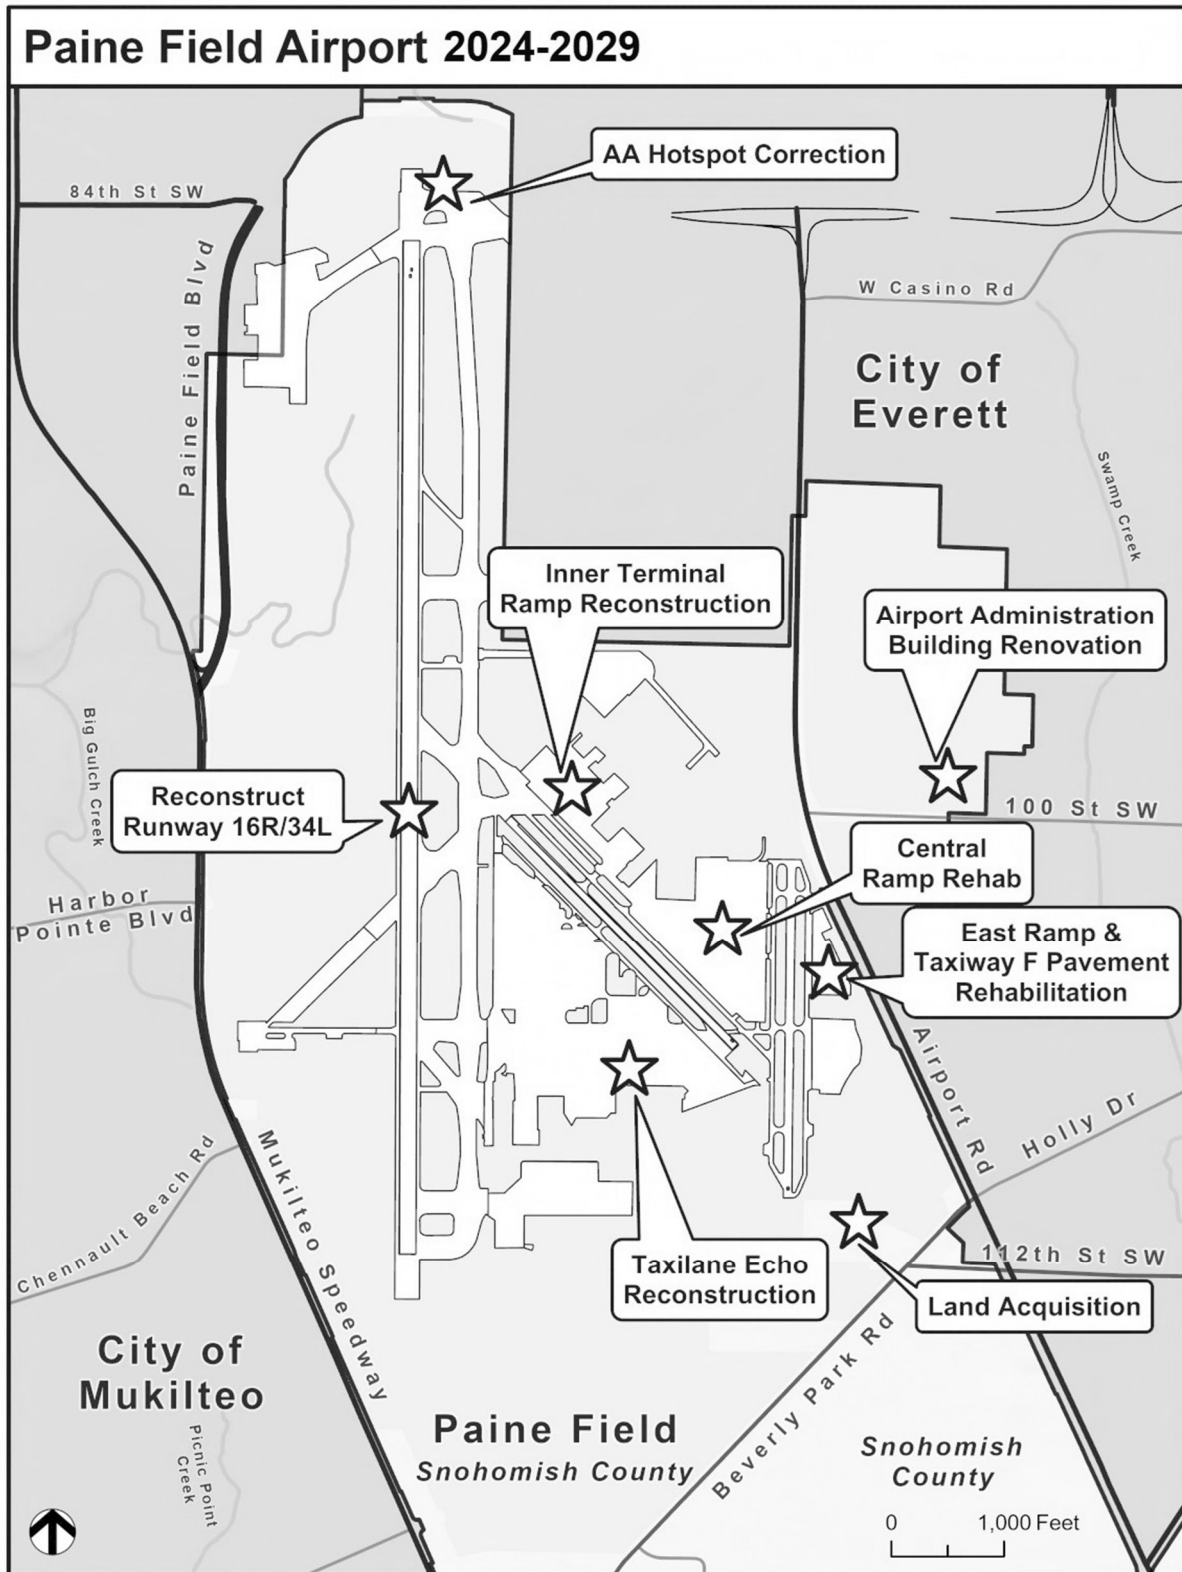 Paine Field Airport 2024-2029
AA Hotspot Correction
84th St SW
Paine Field Blvd
W Casino Rd
City of
Everett
Swamp Creek
Inner Terminal
Ramp Reconstruction
Airport Administration
Building Renovation
Big Gulch Creek
Reconstruct
Runway 16R/34L
100 St SW
Central
Ramp Rehab
Harbor
Pointe Blvd
East Ramp &
Taxiway F Pavement
Rehabilitation
Airport Rd
Holly Dr
Mukilteo Speedway
Chennault Beach Rd
112th St SW
Taxilane Echo
Reconstruction
Land Acquisition
City of
Mukilteo
Beverly Park Rd
Paine Field
Snohomish County
Picnic Point
Creek
Snohomish
County
0 1,000 Feet